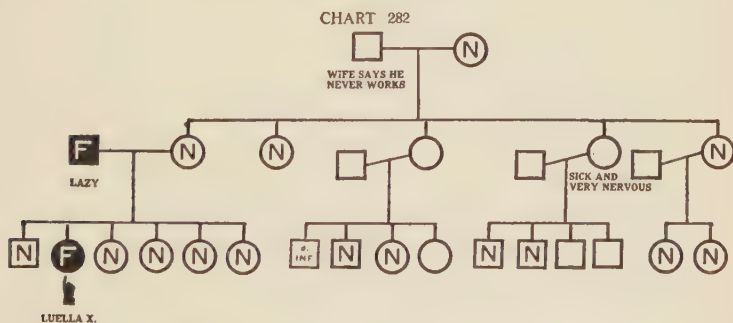 CHART 282
N
WIFE SAYS HE
NEVER WORKS
F N N N
LAZY
SICK AND
VERY NERVOUS
N F N N N N d. INF N N N N N N
LUELLA X.